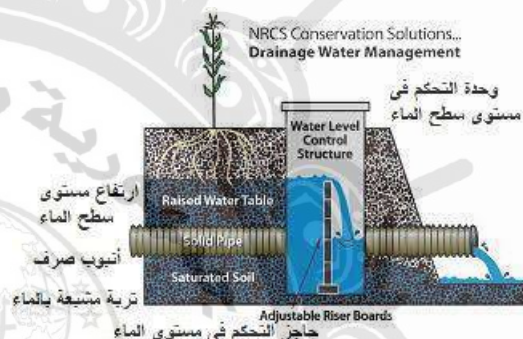 NRCS Conservation Solutions...
Drainage Water Management
وحدة التحكم فى
مستوى سطح الماء
Water Level
Control
Structure
ارتفاع مستوى
سطح الماء
Raised Water Table
Solid Pipe
أنبوب صرف
Saturated Soil
تربة مشبعة بالماء
Adjustable Riser Boards
حاجز التحكم فى مستوى الماء